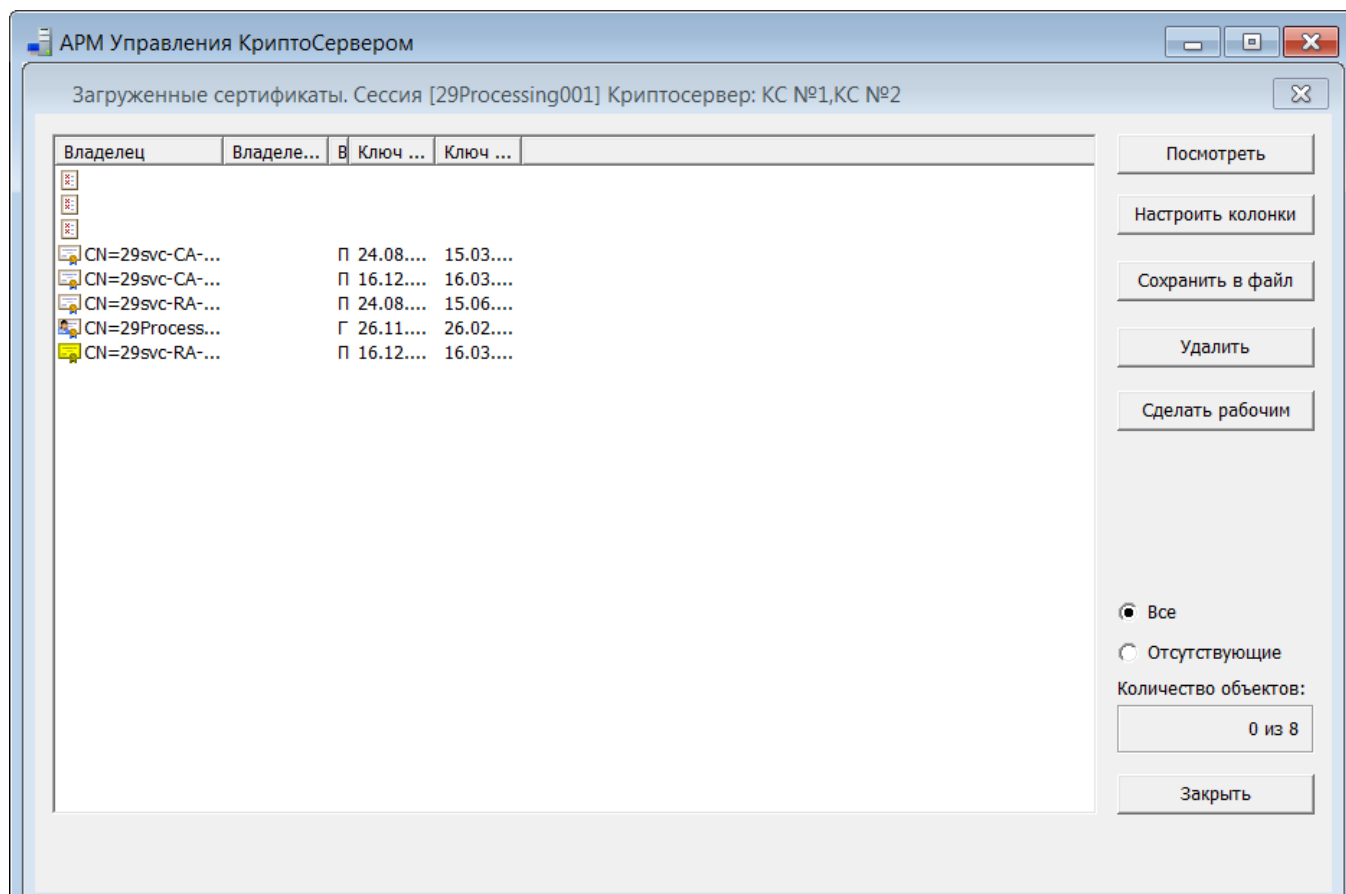 АРМ Управления КриптоСервером
Загруженные сертификаты. Сессия [29Processing001] Криптосервер: КС №1,КС №2
Владелец Владеле... В Ключ ... Ключ ...
CN=29svc-CA-... П 24.08.... 15.03....
CN=29svc-CA-... П 16.12.... 16.03....
CN=29svc-RA-... П 24.08.... 15.06....
CN=29Process... Г 26.11.... 26.02....
CN=29svc-RA-... П 16.12.... 16.03....
Посмотреть
Настроить колонки
Сохранить в файл
Удалить
Сделать рабочим
Все
Отсутствующие
Количество объектов:
0 из 8
Закрыть